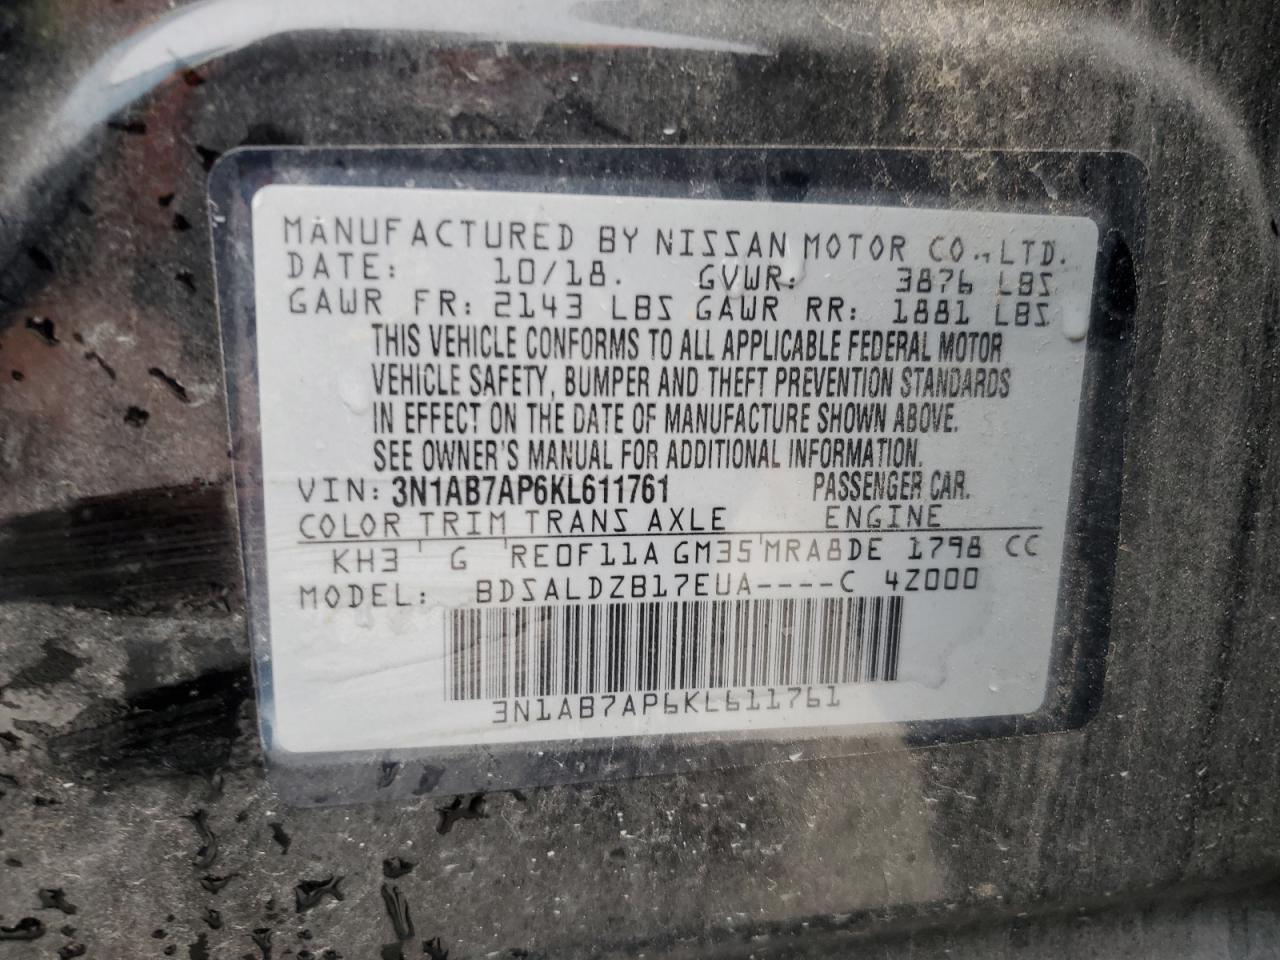 MANUFACTURED BY NISSAN MOTOR CO., LTD.
DATE: 10/18. GVWR: 3876 LBS
GAWR FR: 2143 LBS GAWR RR: 1881 LBS
THIS VEHICLE CONFORMS TO ALL APPLICABLE FEDERAL MOTOR
VEHICLE SAFETY, BUMPER AND THEFT PREVENTION STANDARDS
IN EFFECT ON THE DATE OF MANUFACTURE SHOWN ABOVE.
SEE OWNER'S MANUAL FOR ADDITIONAL INFORMATION.
VIN: 3N1AB7AP6KL611761 PASSENGER CAR.
COLOR TRIM TRANS AXLE ENGINE
KH3 ' G ' RE0F11A GM35 ' MRA8DE 1798 CC
MODEL: BDSALDZB17EUA----C 4Z000
3N1AB7AP6KL611761